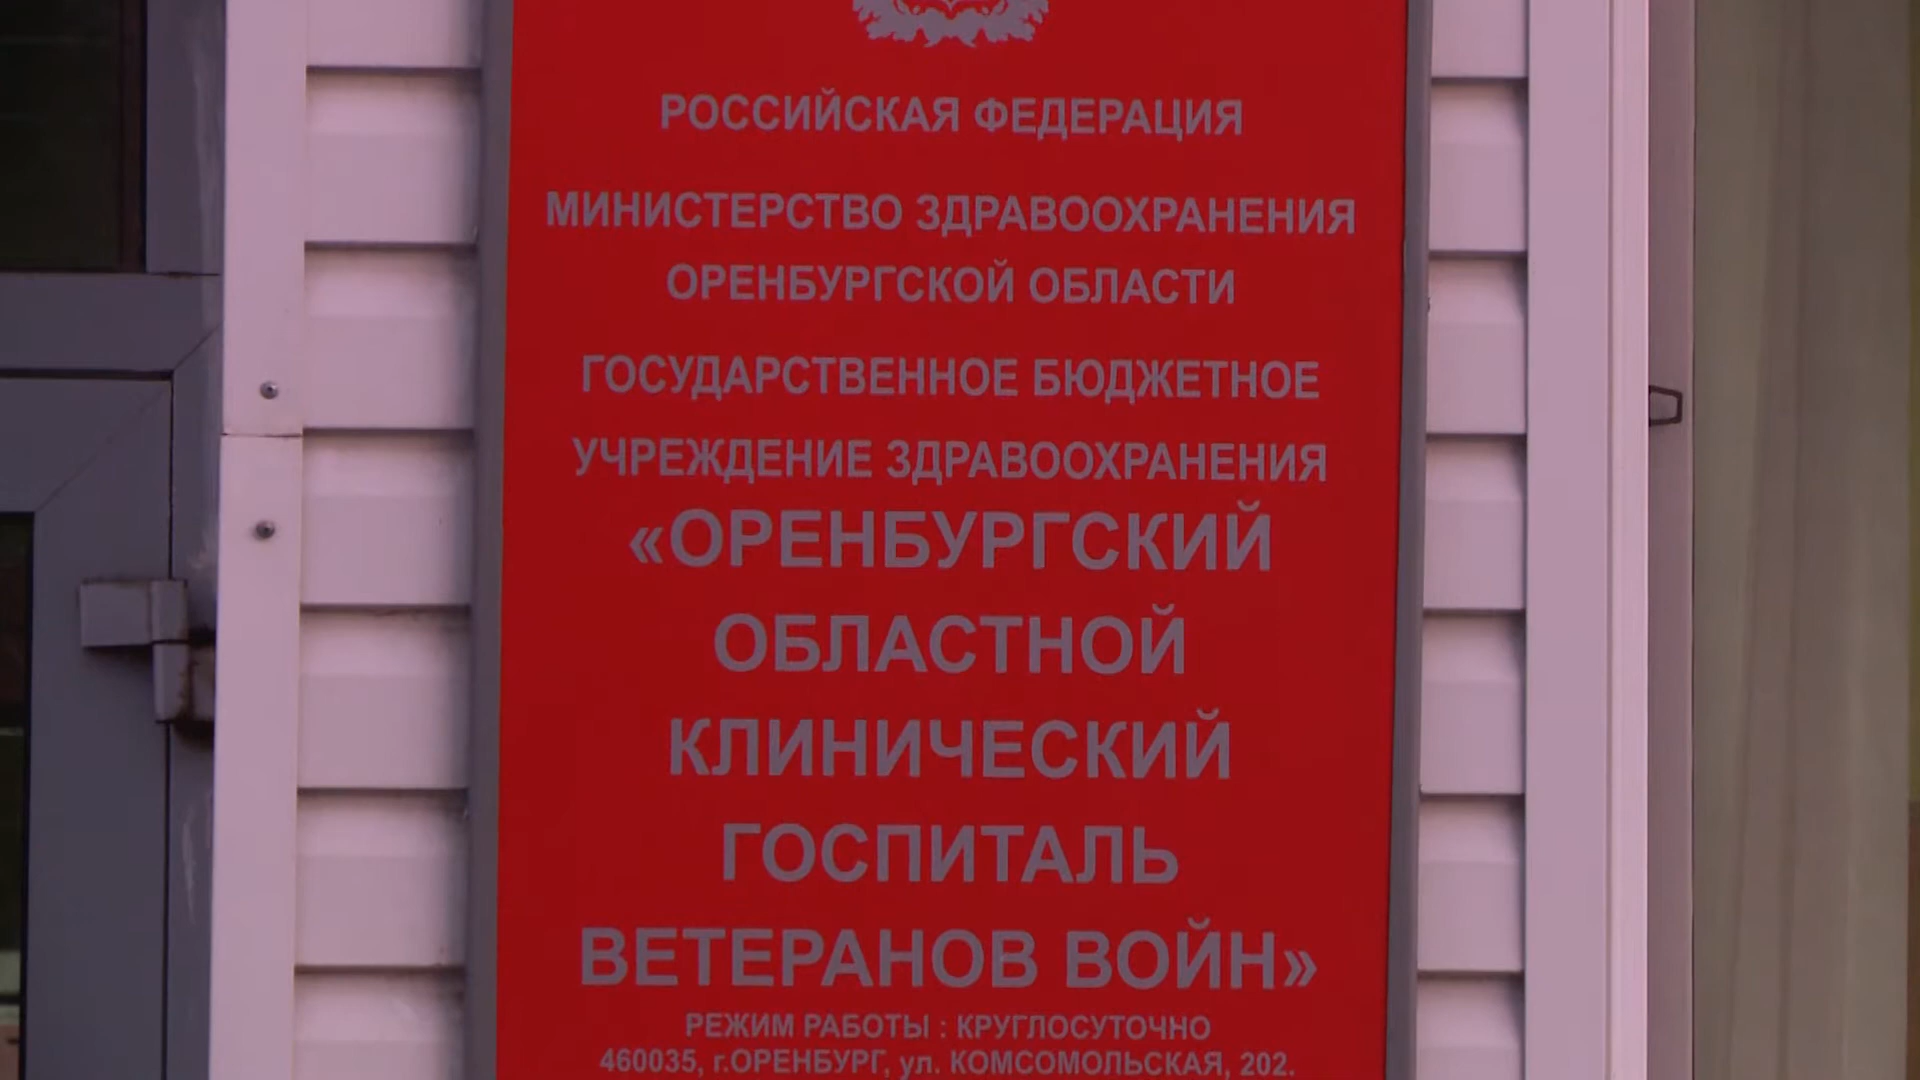 РОССИЙСКАЯ ФЕДЕРАЦИЯ
МИНИСТЕРСТВО ЗДРАВООХРАНЕНИЯ
ОРЕНБУРГСКОЙ ОБЛАСТИ
ГОСУДАРСТВЕННОЕ БЮДЖЕТНОЕ
УЧРЕЖДЕНИЕ ЗДРАВООХРАНЕНИЯ
«ОРЕНБУРГСКИЙ
ОБЛАСТНОЙ
КЛИНИЧЕСКИЙ
ГОСПИТАЛЬ
ВЕТЕРАНОВ ВОЙН»
РЕЖИМ РАБОТЫ : КРУГЛОСУТОЧНО
460035, г.ОРЕНБУРГ, ул. КОМСОМОЛЬСКАЯ, 202.